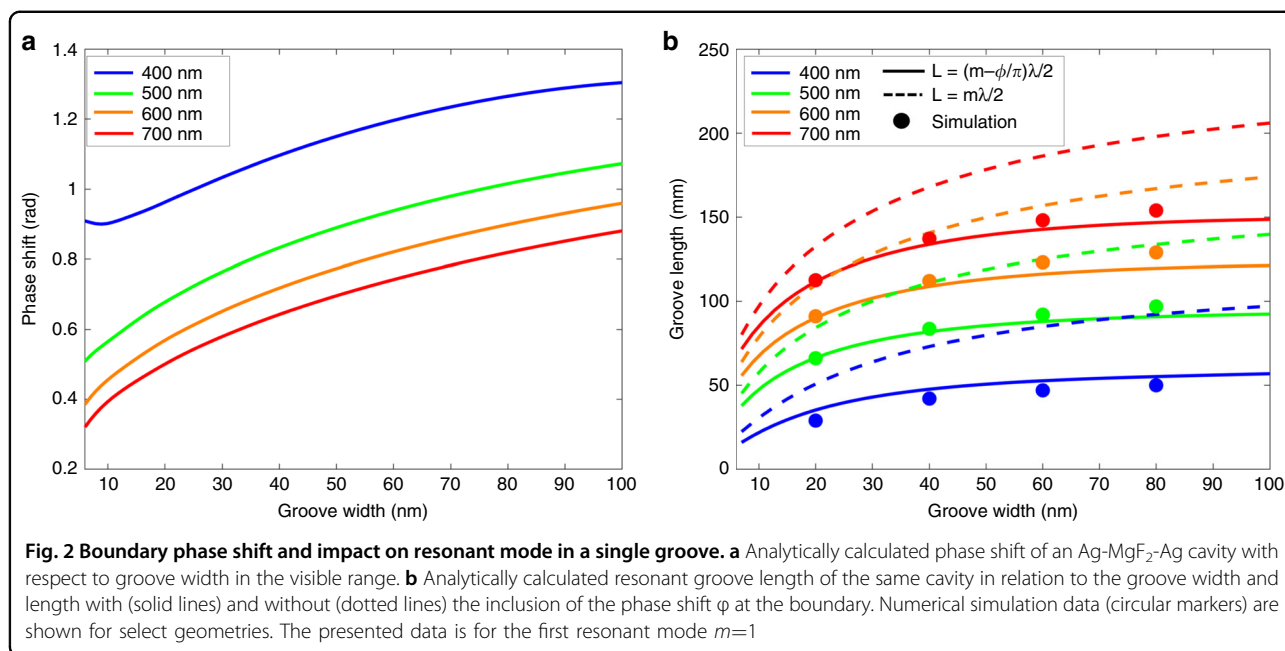 a
1.4
1.2
1
0.8
0.6
0.4
0.2
Phase shift (rad)
400 nm
500 nm
600 nm
700 nm
10 20 30 40 50 60 70 80 90 100
Groove width (nm)
b
250
200
150
100
50
0
Groove length (mm)
400 nm
500 nm
600 nm
700 nm
L = (m–ϕ/π)λ/2
L = mλ/2
Simulation
10 20 30 40 50 60 70 80 90 100
Groove width (nm)
Fig. 2 Boundary phase shift and impact on resonant mode in a single groove. a Analytically calculated phase shift of an Ag-MgF₂-Ag cavity with
respect to groove width in the visible range. b Analytically calculated resonant groove length of the same cavity in relation to the groove width and
length with (solid lines) and without (dotted lines) the inclusion of the phase shift φ at the boundary. Numerical simulation data (circular markers) are
shown for select geometries. The presented data is for the first resonant mode m=1